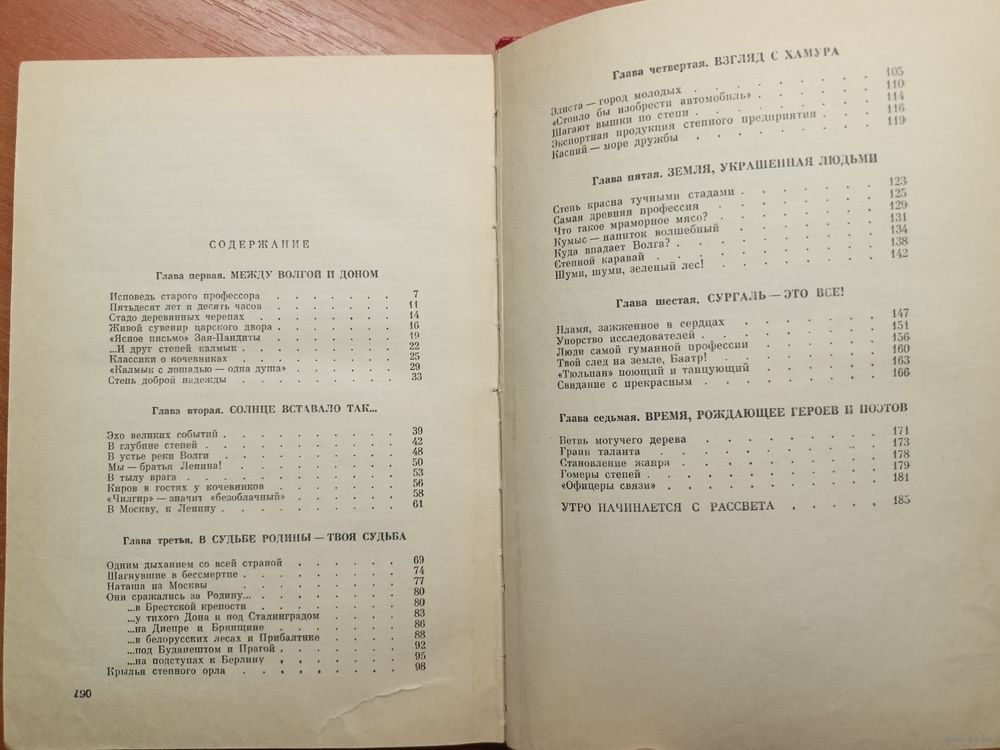 СОДЕРЖАНИЕ
Глава первая. МЕЖДУ ВОЛГОЙ И ДОНОМ
Исповедь старого профессора . . . . . . 7
Пятьдесят лет и десять часов . . . . . . 11
Стадо деревянных черепах . . . . . . 14
Живой сувенир царского двора . . . . . . 16
«Ясное письмо» Зая-Пандиты . . . . . . 19
...И друг степей калмык . . . . . . 22
Классики о кочевниках . . . . . . 25
«Калмык с лошадью — одна душа» . . . . . . 29
Степь доброй надежды . . . . . . 33
Глава вторая. СОЛНЦЕ ВСТАВАЛО ТАК...
Эхо великих событий . . . . . . 39
В глубине степей . . . . . . 42
В устье реки Волги . . . . . . 48
Мы — братья Ленина! . . . . . . 50
В тылу врага . . . . . . 53
Киров в гостях у кочевников . . . . . . 56
«Чилгир» — значит «безоблачный» . . . . . . 58
В Москву, к Ленину . . . . . . 61
Глава третья. В СУДЬБЕ РОДИНЫ — ТВОЯ СУДЬБА
Одним дыханием со всей страной . . . . . . 69
Шагнувшие в бессмертие . . . . . . 74
Наташа из Москвы . . . . . . 77
Они сражались за Родину... . . . . . . 80
...в Брестской крепости . . . . . . 80
...у тихого Дона и под Сталинградом . . . . 83
...на Днепре и Брянщине . . . . . . 86
...в белорусских лесах и Прибалтике . . . . 88
...под Будапештом и Прагой . . . . . . 92
...на подступах к Берлину . . . . . . 95
Крылья степного орла . . . . . . 98
190
Глава четвертая. ВЗГЛЯД С ХАМУРА
Элиста — город молодых . . . . . . 105
«Стоило бы изобрести автомобиль» . . . . . . 110
Шагают вышки по степи . . . . . . 114
Экспортная продукция степного предприятия . . . 116
Каспий — море дружбы . . . . . . 119
Глава пятая. ЗЕМЛЯ, УКРАШЕННАЯ ЛЮДЬМИ
Степь красна тучными стадами . . . . . . 123
Самая древняя профессия . . . . . . 125
Что такое мраморное мясо? . . . . . . 129
Кумыс — напиток волшебный . . . . . . 131
Куда впадает Волга? . . . . . . 134
Степной каравай . . . . . . 138
Шуми, шуми, зеленый лес! . . . . . . 142
Глава шестая. СУРГАЛЬ — ЭТО ВСЕ!
Пламя, зажженное в сердцах . . . . . . 147
Упорство исследователей . . . . . . 151
Люди самой гуманной профессии . . . . . . 156
Твой след на земле, Баатр! . . . . . . 160
«Тюльпан» поющий и танцующий . . . . . . 163
Свидание с прекрасным . . . . . . 166
Глава седьмая. ВРЕМЯ, РОЖДАЮЩЕЕ ГЕРОЕВ И ПОЭТОВ
Ветвь могучего дерева . . . . . . 171
Грани таланта . . . . . . 173
Становление жанра . . . . . . 178
Гомеры степей . . . . . . 179
«Офицеры связи» . . . . . . 181
УТРО НАЧИНАЕТСЯ С РАССВЕТА . . . . . 185